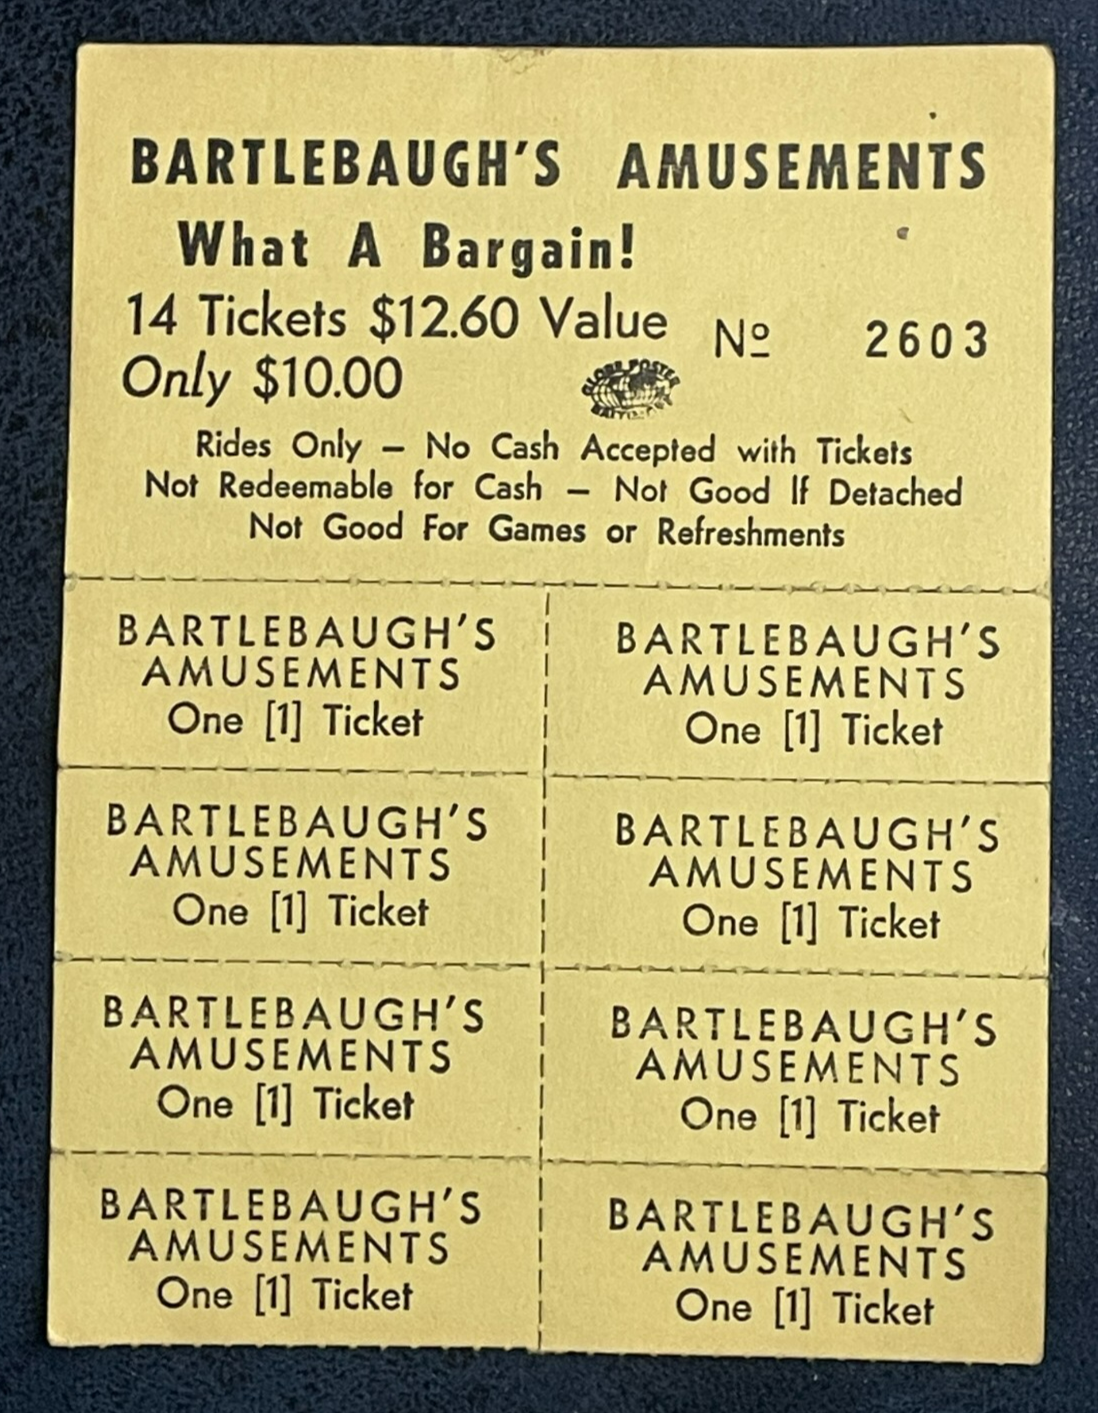 BARTLEBAUGH'S AMUSEMENTS
What A Bargain!
14 Tickets $12.60 Value
Only $10.00
Nº 2603
GLOBE POSTER
Rides Only – No Cash Accepted with Tickets
Not Redeemable for Cash – Not Good If Detached
Not Good For Games or Refreshments
BARTLEBAUGH'S
AMUSEMENTS
One [1] Ticket
BARTLEBAUGH'S
AMUSEMENTS
One [1] Ticket
BARTLEBAUGH'S
AMUSEMENTS
One [1] Ticket
BARTLEBAUGH'S
AMUSEMENTS
One [1] Ticket
BARTLEBAUGH'S
AMUSEMENTS
One [1] Ticket
BARTLEBAUGH'S
AMUSEMENTS
One [1] Ticket
BARTLEBAUGH'S
AMUSEMENTS
One [1] Ticket
BARTLEBAUGH'S
AMUSEMENTS
One [1] Ticket